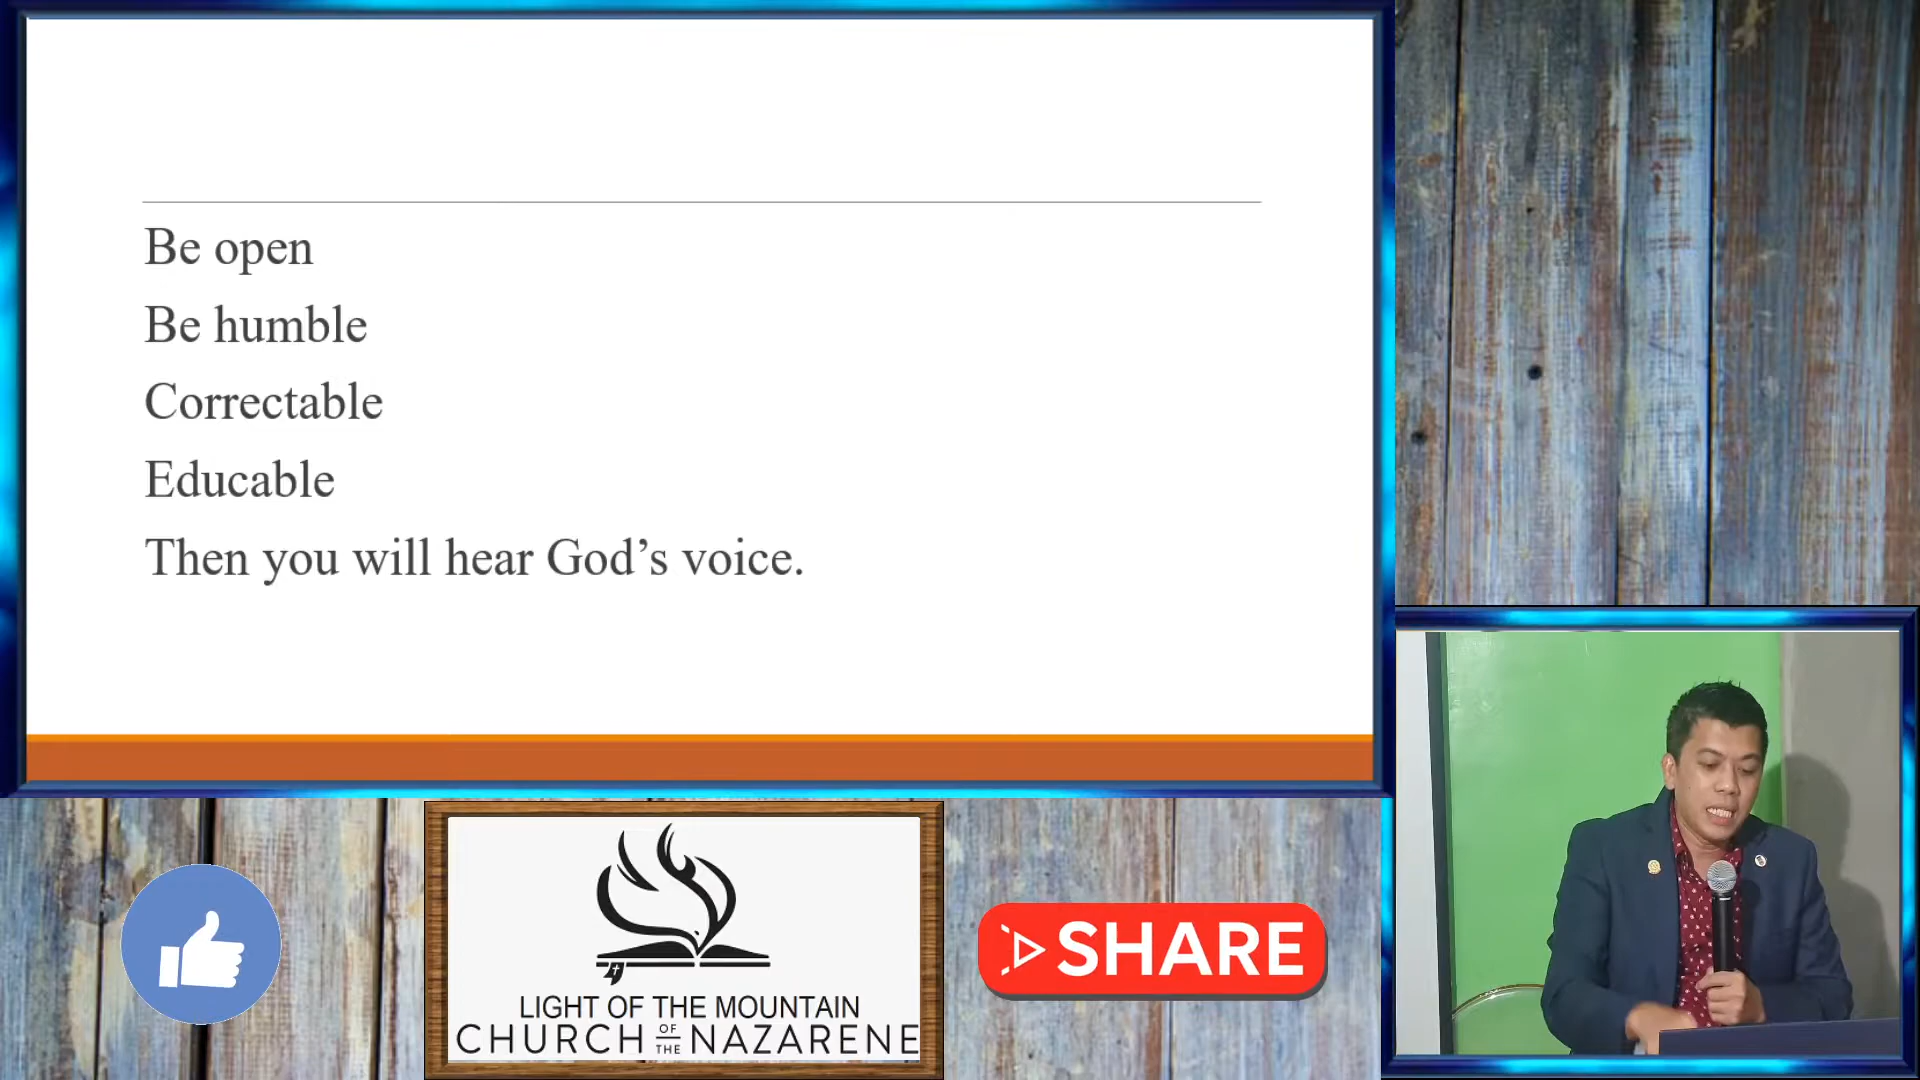 Be open
Be humble
Correctable
Educable
Then you will hear God’s voice.
LIGHT OF THE MOUNTAIN
CHURCH OF THE NAZARENE
SHARE